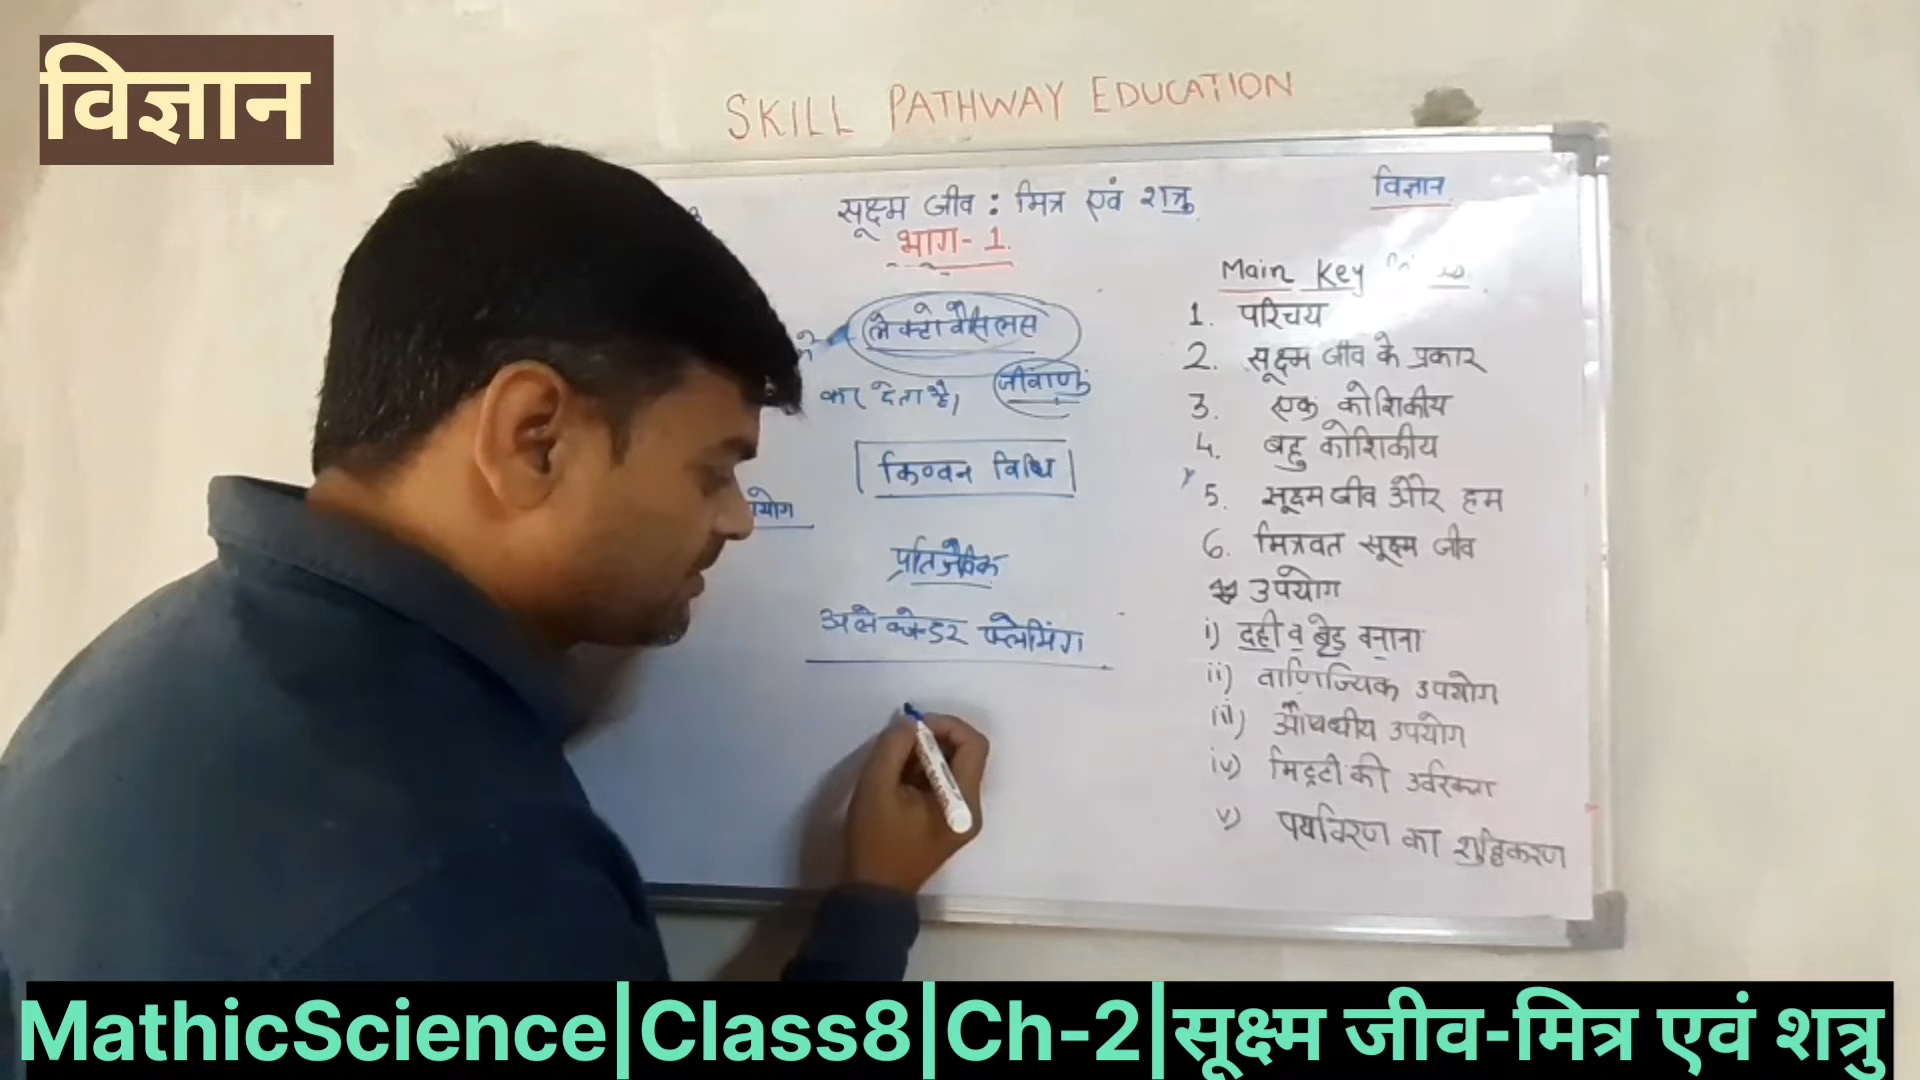 विज्ञान
SKILL PATHWAY EDUCATION
विज्ञान
सूक्ष्म जीव : मित्र एवं शत्रु
भाग - 1.
लेक्टोबैसिलस
कर देता है।
जीवाणु
किण्वन विधि
प्रतिजैविक
अलेक्जेंडर फ्लेमिंग
Main Key
1. परिचय
2. सूक्ष्म जीव के प्रकार
3. एक कोशिकीय
4. बहु कोशिकीय
5. सूक्ष्म जीव और हम
6. मित्रवत सूक्ष्म जीव
उपयोग
i) दही व ब्रेड बनाना
ii) वाणिज्यिक उपयोग
iii) औषधीय उपयोग
iv) मिट्टी की उर्वरकता
v) पर्यावरण का शुद्धिकरण
MathicScience|Class8|Ch-2|सूक्ष्म जीव-मित्र एवं शत्रु